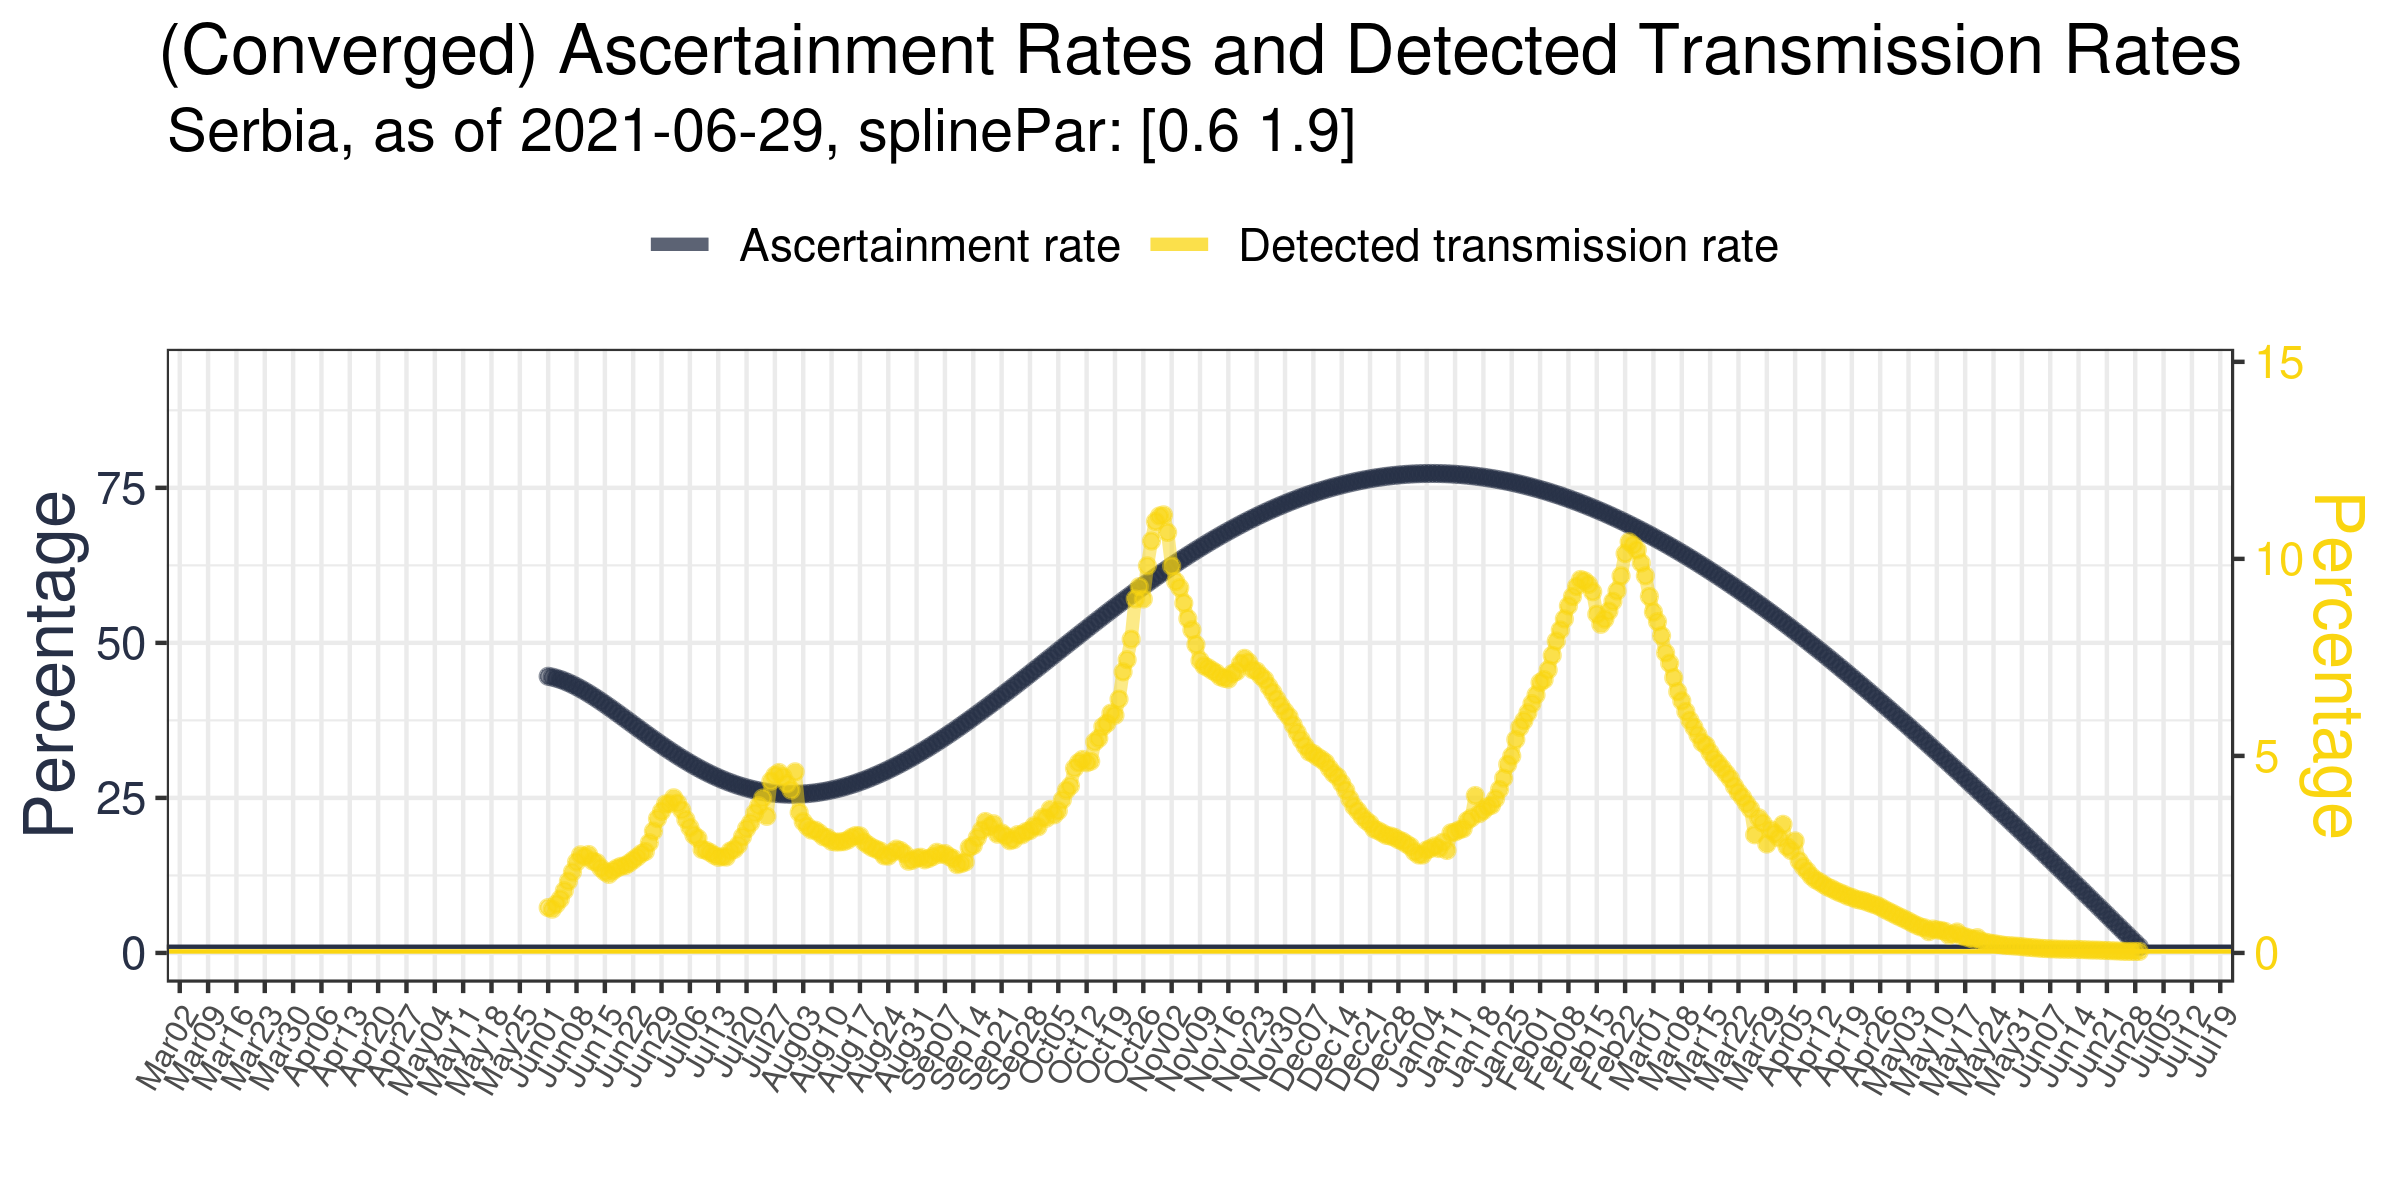 (Converged) Ascertainment Rates and Detected Transmission Rates
Serbia, as of 2021-06-29, splinePar: [0.6 1.9]
Ascertainment rate Detected transmission rate
Percentage
75
50
25
0
15
10
5
0
Percentage
Mar02 Mar09 Mar16 Mar23 Mar30 Apr06 Apr13 Apr20 Apr27 May04 May11 May18 May25 Jun01 Jun08 Jun15 Jun22 Jun29 Jul06 Jul13 Jul20 Jul27 Aug03 Aug10 Aug17 Aug24 Aug31 Sep07 Sep14 Sep21 Sep28 Oct05 Oct12 Oct19 Oct26 Nov02 Nov09 Nov16 Nov23 Nov30 Dec07 Dec14 Dec21 Dec28 Jan04 Jan11 Jan18 Jan25 Feb01 Feb08 Feb15 Feb22 Mar01 Mar08 Mar15 Mar22 Mar29 Apr05 Apr12 Apr19 Apr26 May03 May10 May17 May24 May31 Jun07 Jun14 Jun21 Jun28 Jul05 Jul12 Jul19